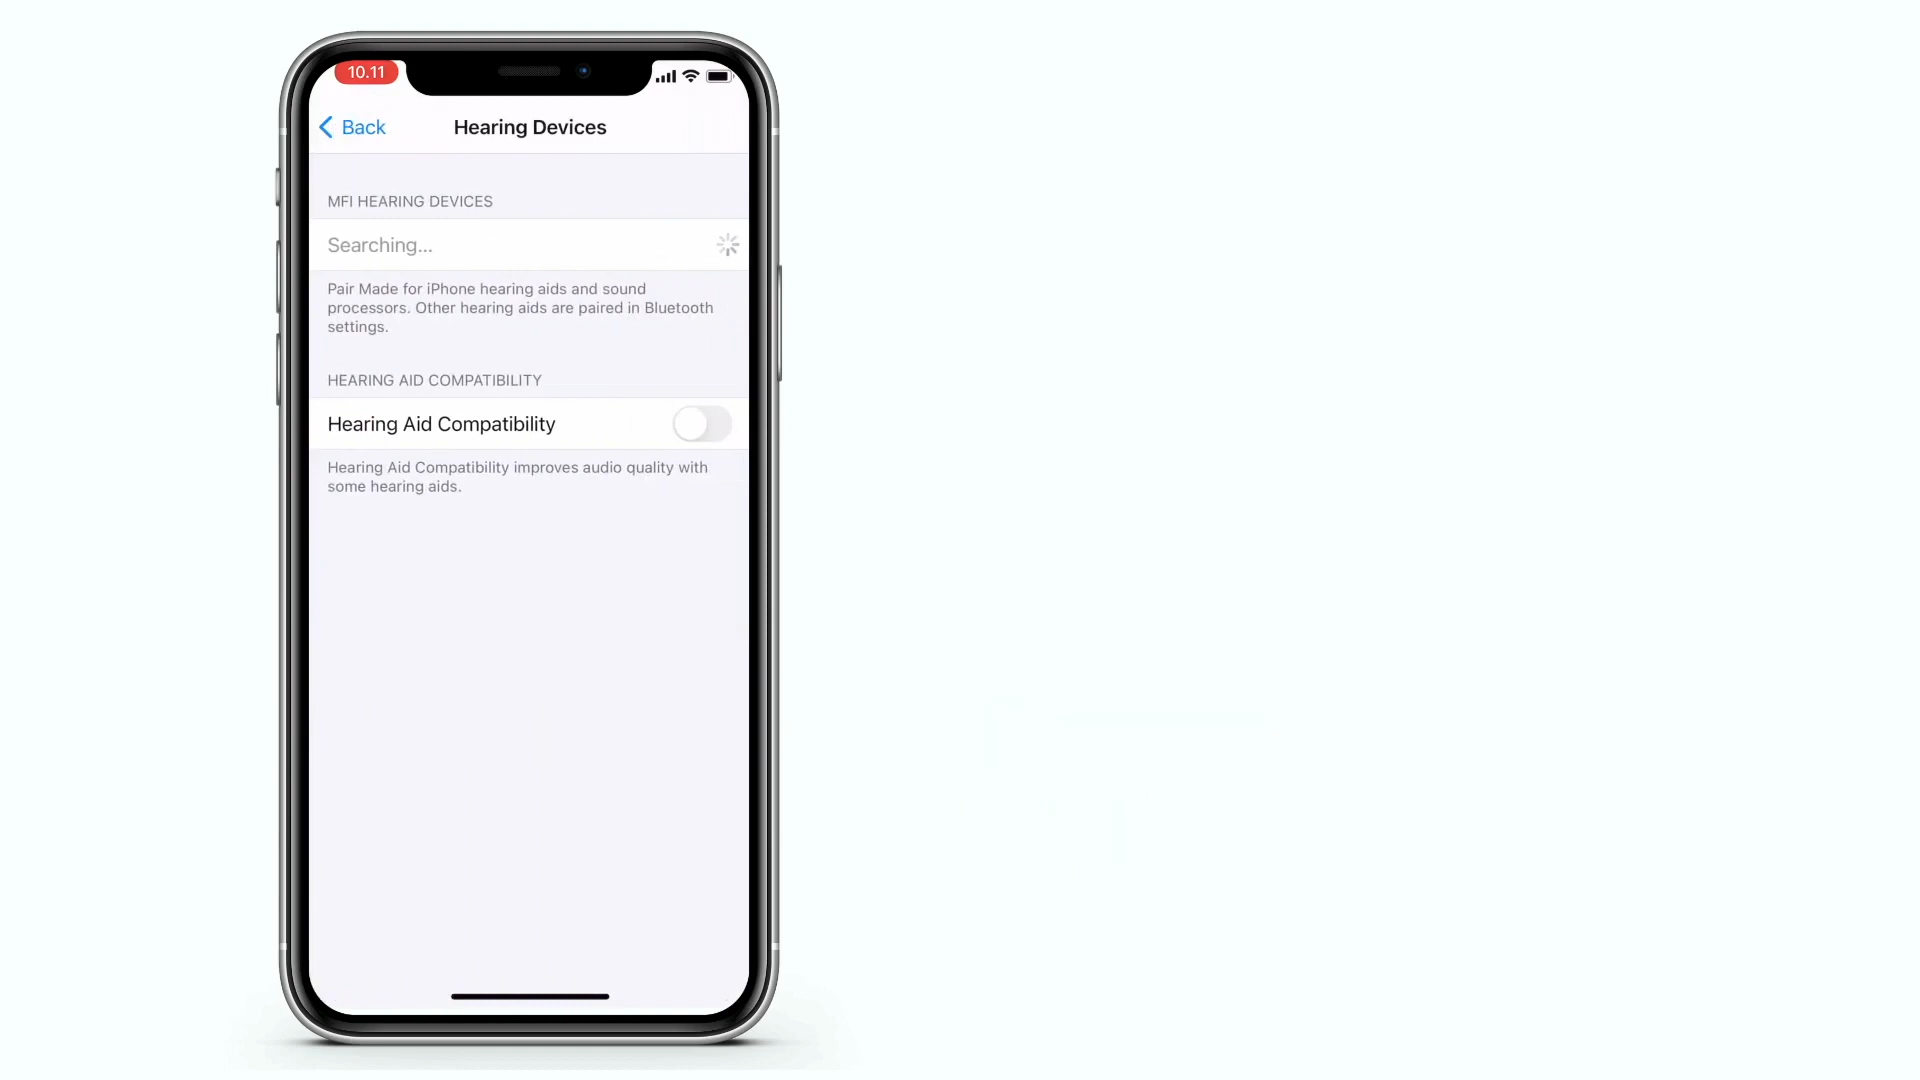 10.11
Back
Hearing Devices
MFI HEARING DEVICES
Searching...
Pair Made for iPhone hearing aids and sound
processors. Other hearing aids are paired in Bluetooth
settings.
HEARING AID COMPATIBILITY
Hearing Aid Compatibility
Hearing Aid Compatibility improves audio quality with
some hearing aids.